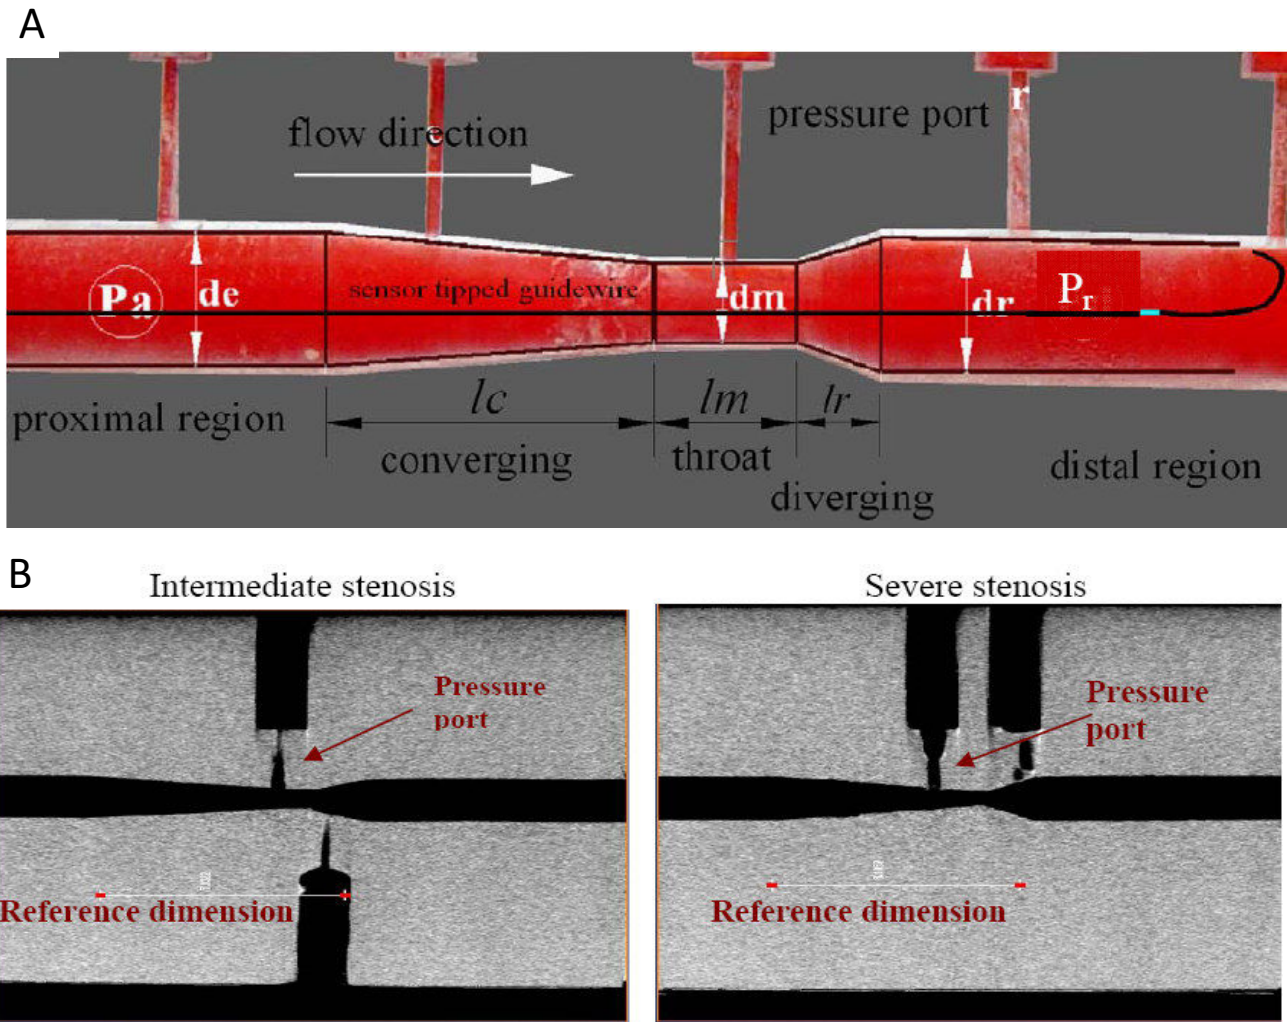 A
r
pressure port
c
flow direction
Pa
de
sensor tipped guidewire
dm
dr
Pr
lc
lm
lr
proximal region
converging
throat
diverging
distal region
B
Intermediate stenosis
Severe stenosis
Pressure
port
Reference dimension
Pressure
port
Reference dimension